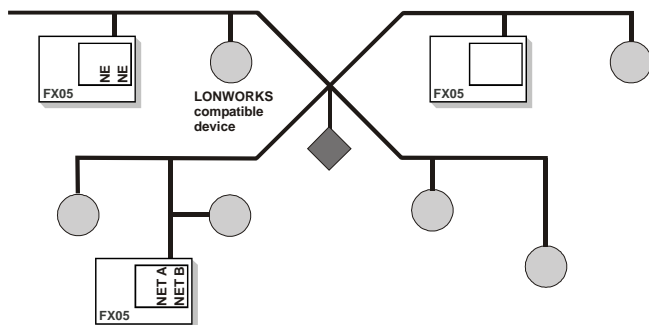 NE
NE
FX05
LONWORKS
compatible
device
FX05
NET A
NET B
FX05